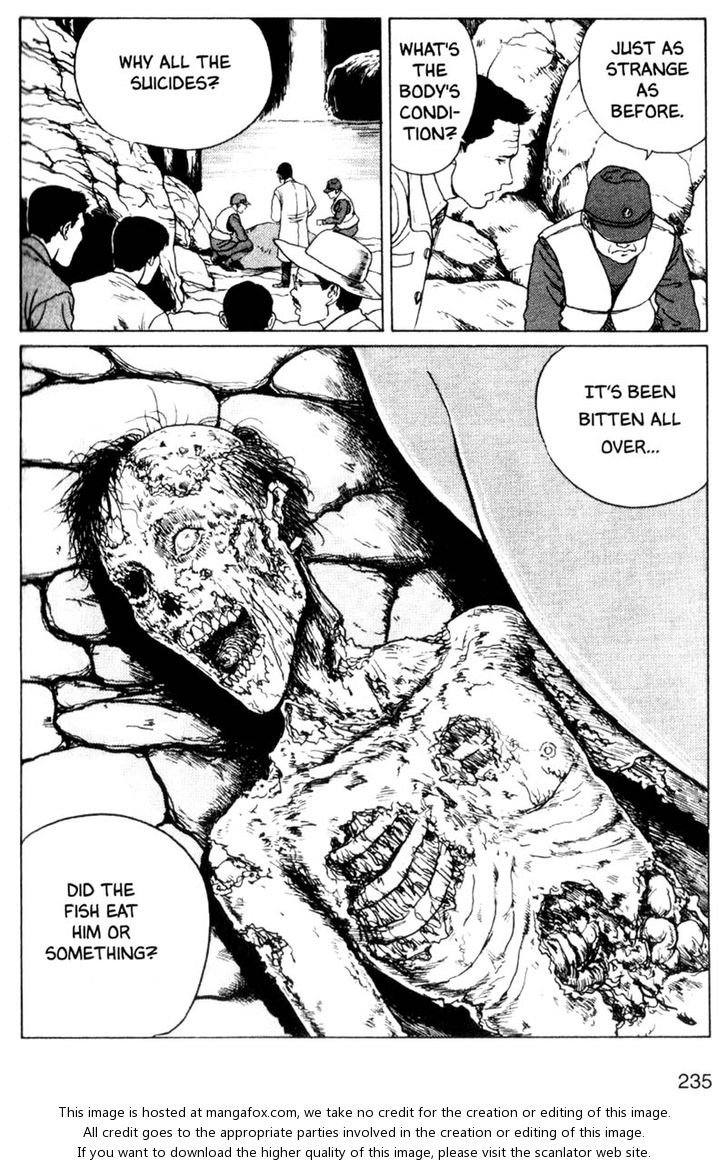 WHY ALL THE
SUICIDES?
WHAT'S
THE
BODY'S
CONDI-
TION?
JUST AS
STRANGE
AS
BEFORE.
IT'S BEEN
BITTEN ALL
OVER...
DID THE
FISH EAT
HIM OR
SOMETHING?
235
This image is hosted at mangafox.com, we take no credit for the creation or editing of this image.
All credit goes to the appropriate parties involved in the creation or editing of this image.
If you want to download the higher quality of this image, please visit the scanlator web site.